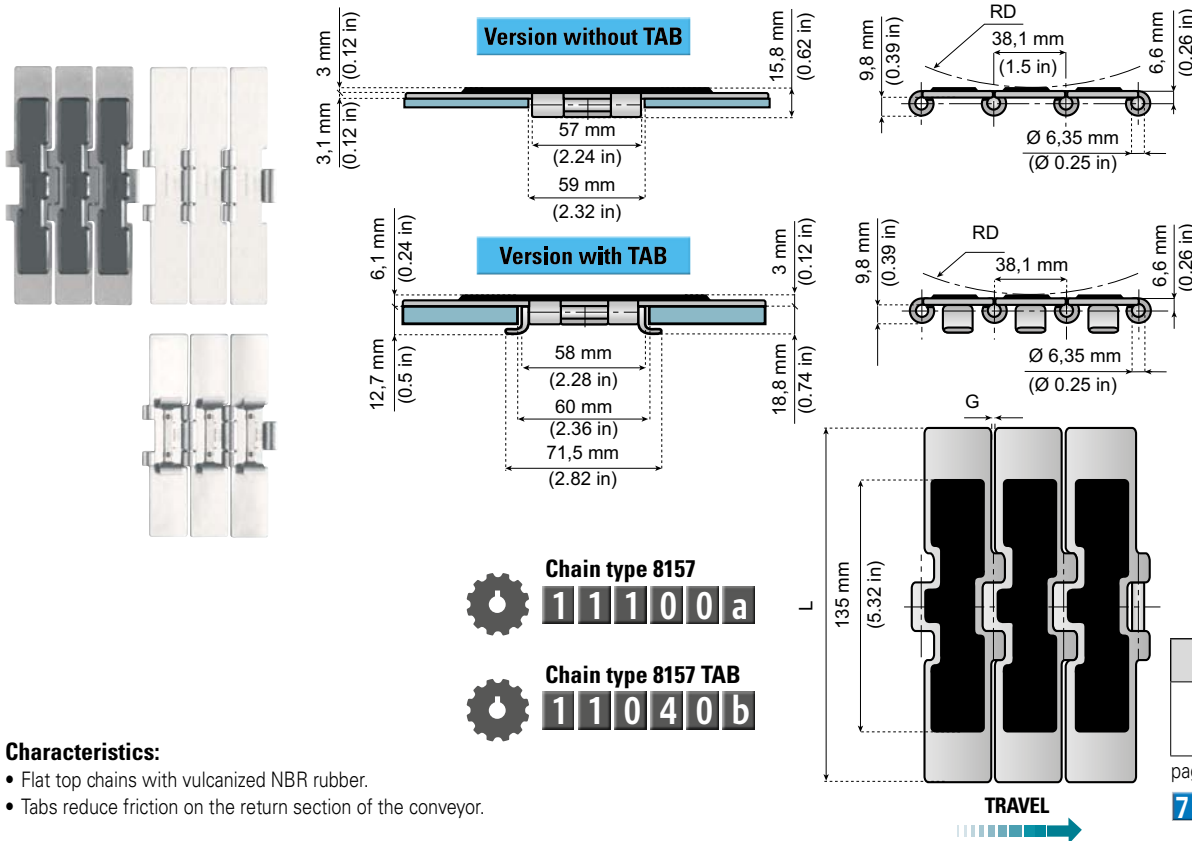 Version without TAB
3 mm
(0.12 in)
3,1 mm
(0.12 in)
15,8 mm
(0.62 in)
57 mm
(2.24 in)
59 mm
(2.32 in)
RD
38,1 mm
(1.5 in)
9,8 mm
(0.39 in)
6,6 mm
(0.26 in)
Ø 6,35 mm
(Ø 0.25 in)
Version with TAB
6,1 mm
(0.24 in)
12,7 mm
(0.5 in)
3 mm
(0.12 in)
18,8 mm
(0.74 in)
58 mm
(2.28 in)
60 mm
(2.36 in)
71,5 mm
(2.82 in)
RD
38,1 mm
9,8 mm
(0.39 in)
6,6 mm
(0.26 in)
Ø 6,35 mm
(Ø 0.25 in)
G
L
135 mm
(5.32 in)
TRAVEL
Chain type 8157
11100a
Chain type 8157 TAB
11040b
Characteristics:
• Flat top chains with vulcanized NBR rubber.
• Tabs reduce friction on the return section of the conveyor.
pag
7